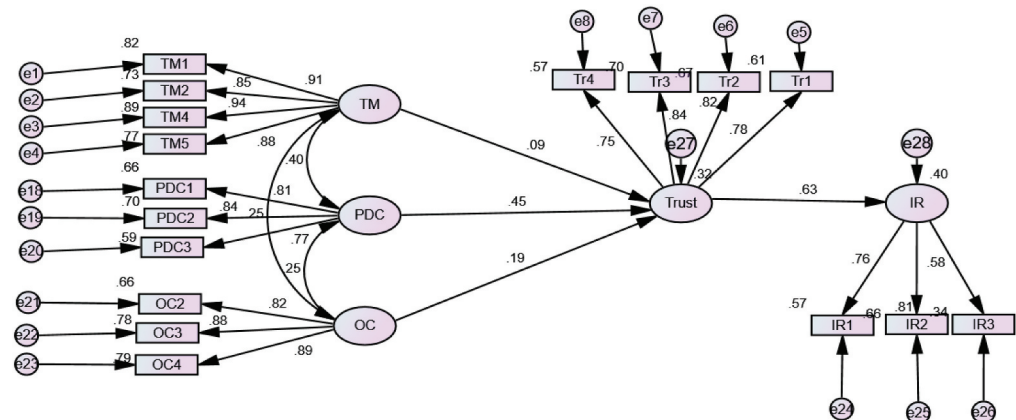 e8
e7
e6
e5
.82
.57
.70
.67
.61
e1
TM1
.91
Tr4
Tr3
Tr2
Tr1
.73
e2
TM2
.85
TM
.89
.94
e3
TM4
.84
.82
.77
e4
TM5
.88
.09
.75
.78
e27
e28
.66
.40
.32
.40
e18
PDC1
.81
.63
.70
.84
.25
.45
Trust
IR
e19
PDC2
PDC
.59
.77
e20
PDC3
.25
.19
.76
.58
.66
e21
OC2
.82
.57
.66
.81
.34
.78
.88
OC
e22
OC3
IR1
IR2
IR3
.79
.89
e23
OC4
e24
e25
e26